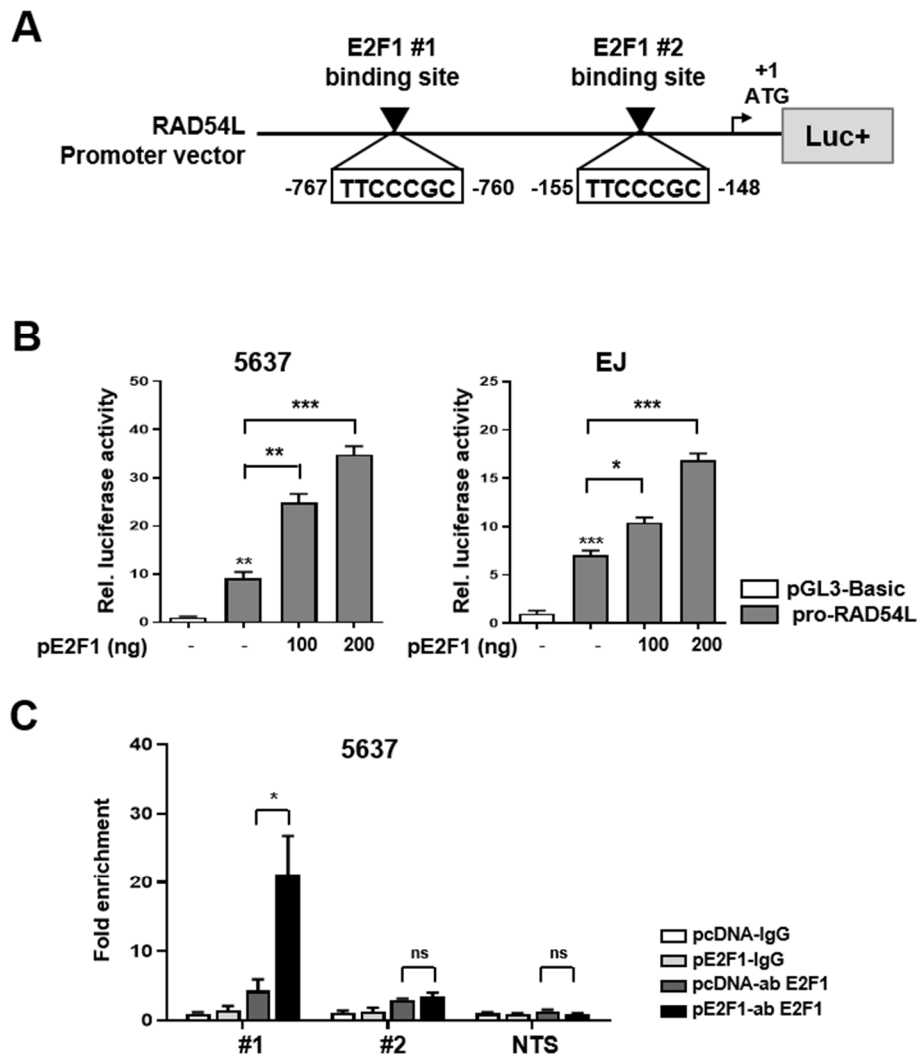 A
E2F1 #1
binding site
E2F1 #2
binding site
+1
ATG
RAD54L
Promoter vector
Luc+
-767 TTCCCGC -760
-155 TTCCCGC -148
B
5637
Rel. luciferase activity
50
40
30
20
10
0
**
**
***
pE2F1 (ng)
- - 100 200
EJ
Rel. luciferase activity
25
20
15
10
5
0
***
*
***
pE2F1 (ng)
- - 100 200
pGL3-Basic
pro-RAD54L
C
5637
Fold enrichment
40
30
20
10
0
*
ns
ns
#1 #2 NTS
pcDNA-IgG
pE2F1-IgG
pcDNA-ab E2F1
pE2F1-ab E2F1